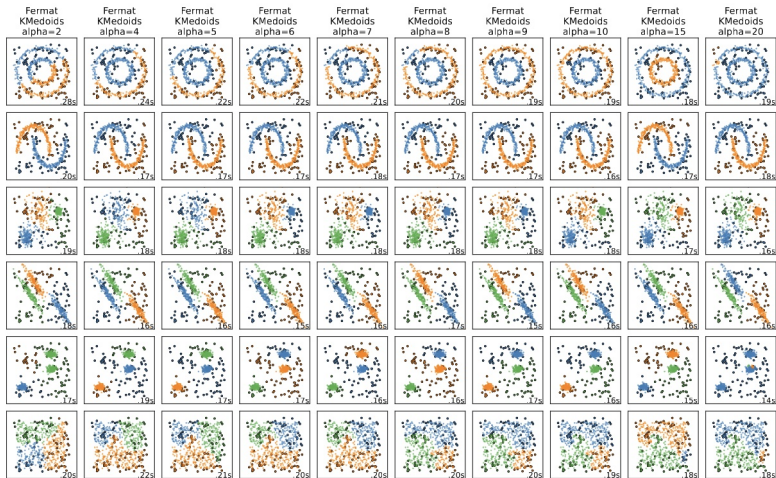 Fermat
KMedoids
alpha=2
Fermat
KMedoids
alpha=4
Fermat
KMedoids
alpha=5
Fermat
KMedoids
alpha=6
Fermat
KMedoids
alpha=7
Fermat
KMedoids
alpha=8
Fermat
KMedoids
alpha=9
Fermat
KMedoids
alpha=10
Fermat
KMedoids
alpha=15
Fermat
KMedoids
alpha=20
.28s .24s .22s .22s .21s .20s .19s .19s .18s .19s
.20s .17s .17s .17s .17s .17s .17s .16s .17s .18s
.19s .18s .18s .18s .18s .18s .18s .18s .17s .16s
.18s .16s .16s .15s .16s .17s .15s .16s .15s .16s
.17s .19s .17s .17s .16s .16s .16s .16s .15s .14s
.20s .22s .21s .20s .20s .20s .20s .19s .18s .18s